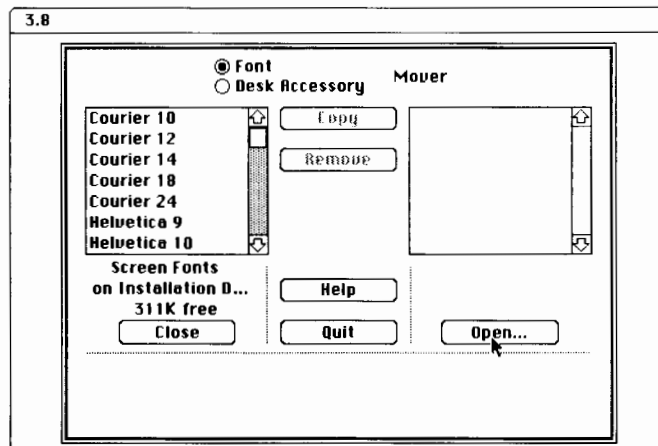 3.8
Font
Desk Accessory
Mover
Courier 10
Courier 12
Courier 14
Courier 18
Courier 24
Helvetica 9
Helvetica 10
Copy
Remove
Screen Fonts
on Installation D...
311K free
Close
Help
Quit
Open...